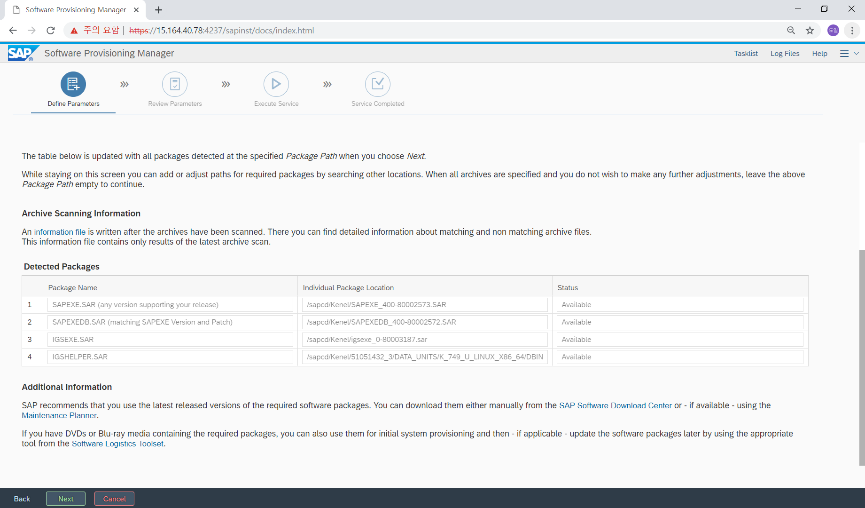 Software Provisioning Manager
주의 요함 | https://15.164.40.78:4237/sapinst/docs/index.html
SAP Software Provisioning Manager Tasklist Log Files Help
Define Parameters Review Parameters Execute Service Service Completed
The table below is updated with all packages detected at the specified Package Path when you choose Next.
While staying on this screen you can add or adjust paths for required packages by searching other locations. When all archives are specified and you do not wish to make any further adjustments, leave the above
Package Path empty to continue.
Archive Scanning Information
An information file is written after the archives have been scanned. There you can find detailed information about matching and non matching archive files.
This information file contains only results of the latest archive scan.
Detected Packages
Package Name Individual Package Location Status
1 SAPEXE.SAR (any version supporting your release) /sapcd/Kenel/SAPEXE_400-80002573.SAR Available
2 SAPEXEDB.SAR (matching SAPEXE Version and Patch) /sapcd/Kenel/SAPEXEDB_400-80002572.SAR Available
3 IGSEXE.SAR /sapcd/Kenel/igsexe_0-80003187.sar Available
4 IGSHELPER.SAR /sapcd/Kenel/51051432_3/DATA_UNITS/K_749_U_LINUX_X86_64/DBIN Available
Additional Information
SAP recommends that you use the latest released versions of the required software packages. You can download them either manually from the SAP Software Download Center or - if available - using the
Maintenance Planner.
If you have DVDs or Blu-ray media containing the required packages, you can also use them for initial system provisioning and then - if applicable - update the software packages later by using the appropriate
tool from the Software Logistics Toolset.
Back Next Cancel